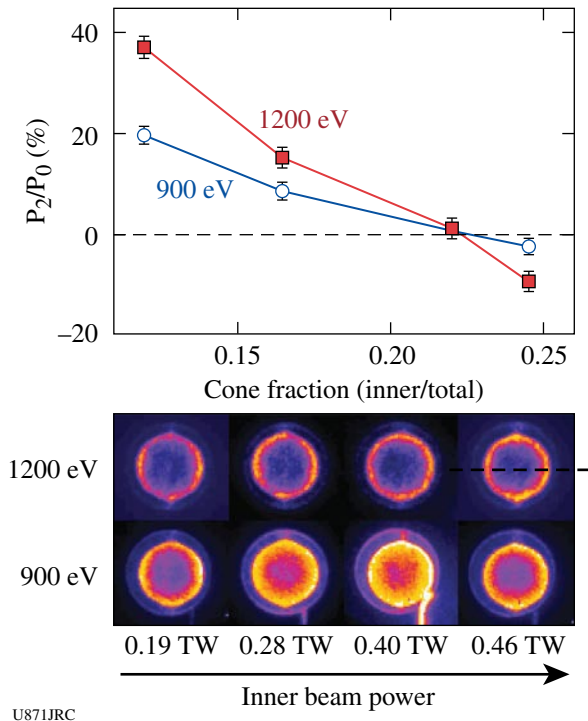 40
20
0
–20
P2/P0 (%)
1200 eV
900 eV
0.15 0.20 0.25
Cone fraction (inner/total)
1200 eV
900 eV
0.19 TW 0.28 TW 0.40 TW 0.46 TW
Inner beam power
U871JRC